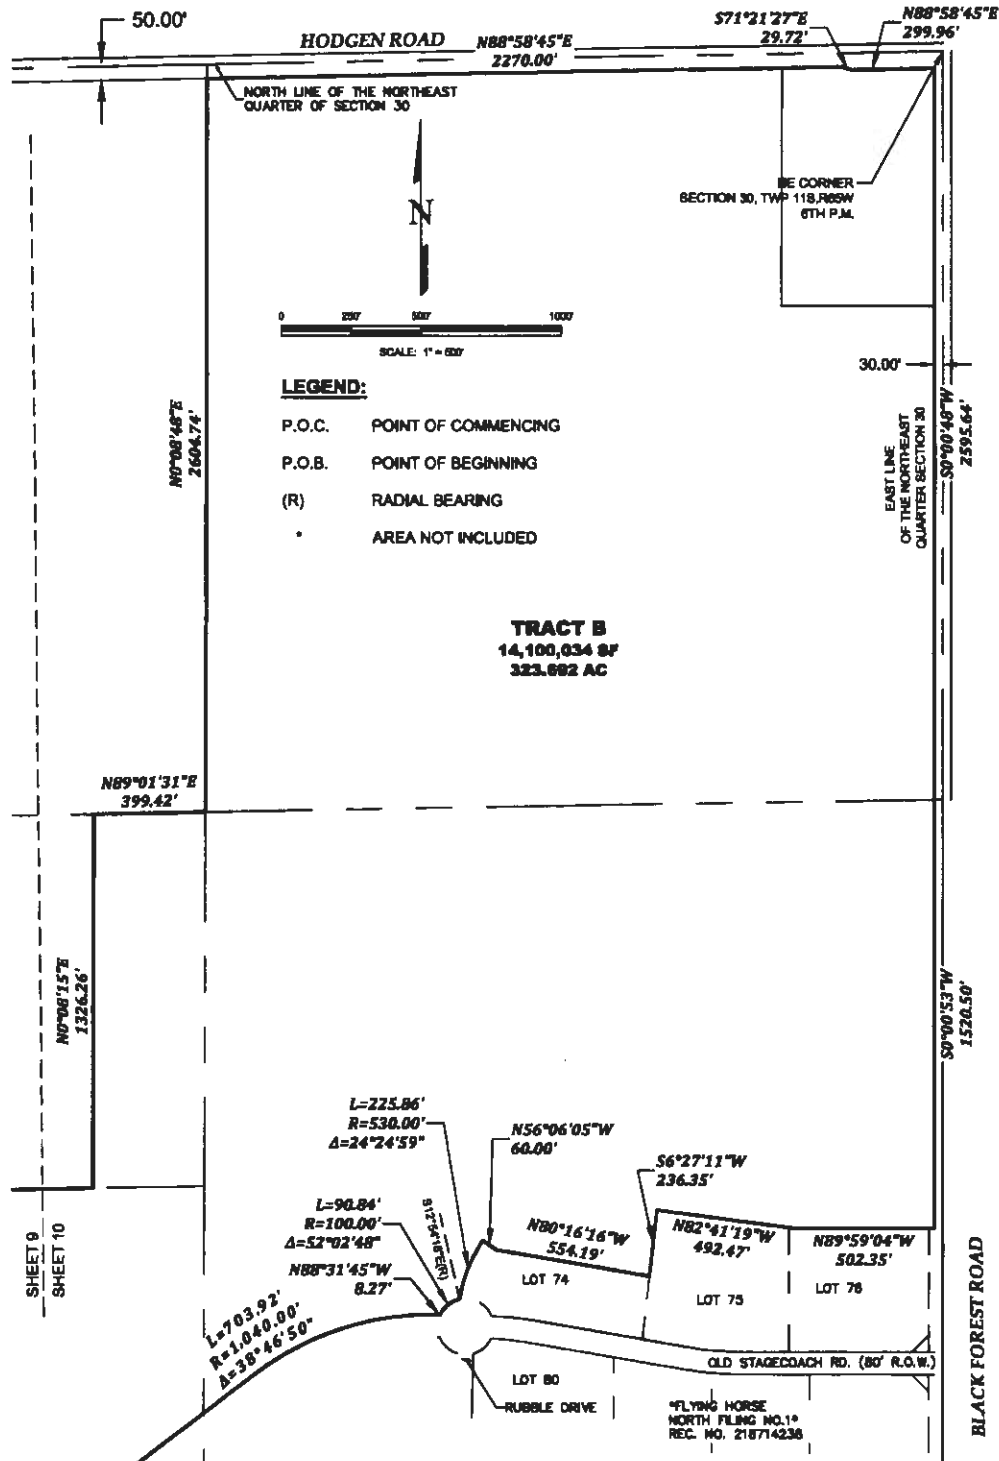 50.00'
HODGEN ROAD
N88°58'45"E
2270.00'
S71°21'27"E
29.72'
N88°58'45"E
299.96'
NORTH LINE OF THE NORTHEAST
QUARTER OF SECTION 30
N
CORNER
SECTION 30, TWP 11S,R65W
6TH P.M.
0 250' 500' 1000'
SCALE: 1" = 500'
LEGEND:
P.O.C. POINT OF COMMENCING
P.O.B. POINT OF BEGINNING
(R) RADIAL BEARING
* AREA NOT INCLUDED
30.00'
N0°08'48"E
2604.74'
EAST LINE
OF THE NORTHEAST
QUARTER SECTION 30
S0°00'48"W
2595.64'
TRACT B
14,100,034 SF
323.692 AC
N89°01'31"E
399.42'
N0°08'15"E
1326.26'
S0°00'53"W
1520.50'
L=225.86'
R=530.00'
Δ=24°24'59"
N56°06'05"W
60.00'
S6°27'11"W
236.35'
L=90.84'
R=100.00'
Δ=52°02'48"
S12°54'18"E(R)
N80°16'16"W
554.19'
N82°41'19"W
492.47'
N89°59'04"W
502.35'
N88°31'45"W
8.27'
LOT 74
LOT 75
LOT 76
SHEET 9
SHEET 10
L=703.92'
R=1,040.00'
Δ=38°46'50"
OLD STAGECOACH RD. (80' R.O.W.)
LOT 80
RUBBLE DRIVE
"FLYING HORSE
NORTH FILING NO.1"
REC. NO. 218714238
BLACK FOREST ROAD